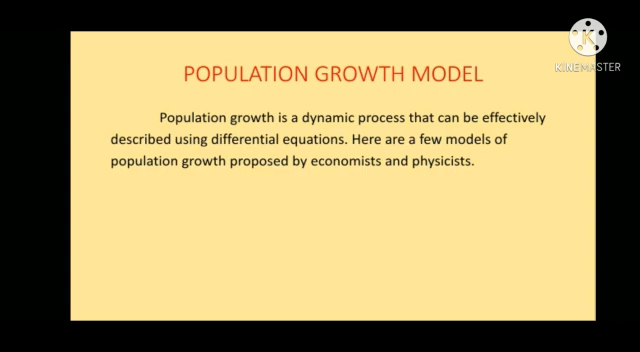 KINEMASTER
POPULATION GROWTH MODEL
Population growth is a dynamic process that can be effectively
described using differential equations. Here are a few models of
population growth proposed by economists and physicists.